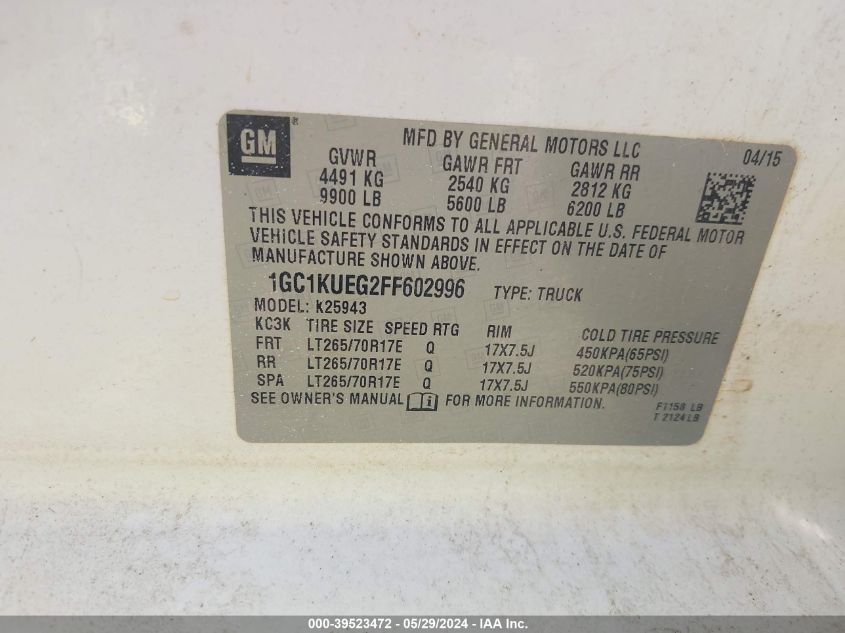 GM ®
MFD BY GENERAL MOTORS LLC
04/15
GVWR GAWR FRT GAWR RR
4491 KG 2540 KG 2812 KG
9900 LB 5600 LB 6200 LB
THIS VEHICLE CONFORMS TO ALL APPLICABLE U.S. FEDERAL MOTOR
VEHICLE SAFETY STANDARDS IN EFFECT ON THE DATE OF
MANUFACTURE SHOWN ABOVE.
1GC1KUEG2FF602996 TYPE: TRUCK
MODEL: K25943
KC3K TIRE SIZE SPEED RTG RIM COLD TIRE PRESSURE
FRT LT265/70R17E Q 17X7.5J 450KPA(65PSI)
RR LT265/70R17E Q 17X7.5J 520KPA(75PSI)
SPA LT265/70R17E Q 17X7.5J 550KPA(80PSI)
SEE OWNER'S MANUAL FOR MORE INFORMATION.
F1158 LB
T 2124 LB
000-39523472 - 05/29/2024 - IAA Inc.